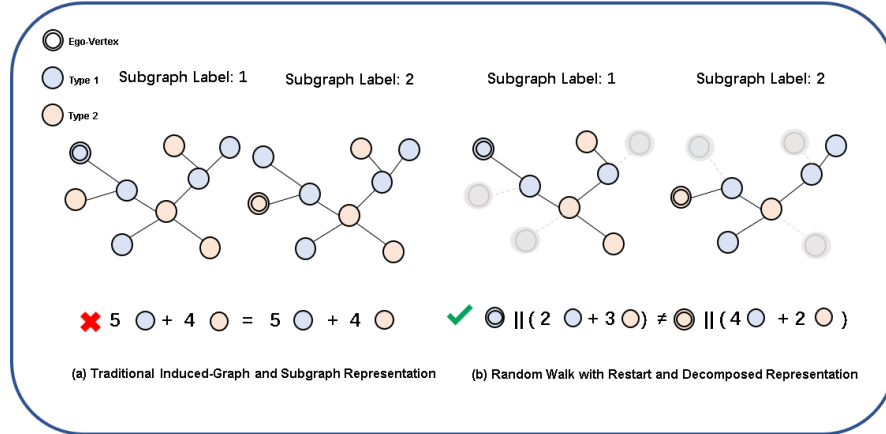 Ego-Vertex
Type 1
Type 2
Subgraph Label: 1
Subgraph Label: 2
Subgraph Label: 1
Subgraph Label: 2
5 + 4 = 5 + 4
|| ( 2 + 3 ) ≠ || ( 4 + 2 )
(a) Traditional Induced-Graph and Subgraph Representation
(b) Random Walk with Restart and Decomposed Representation